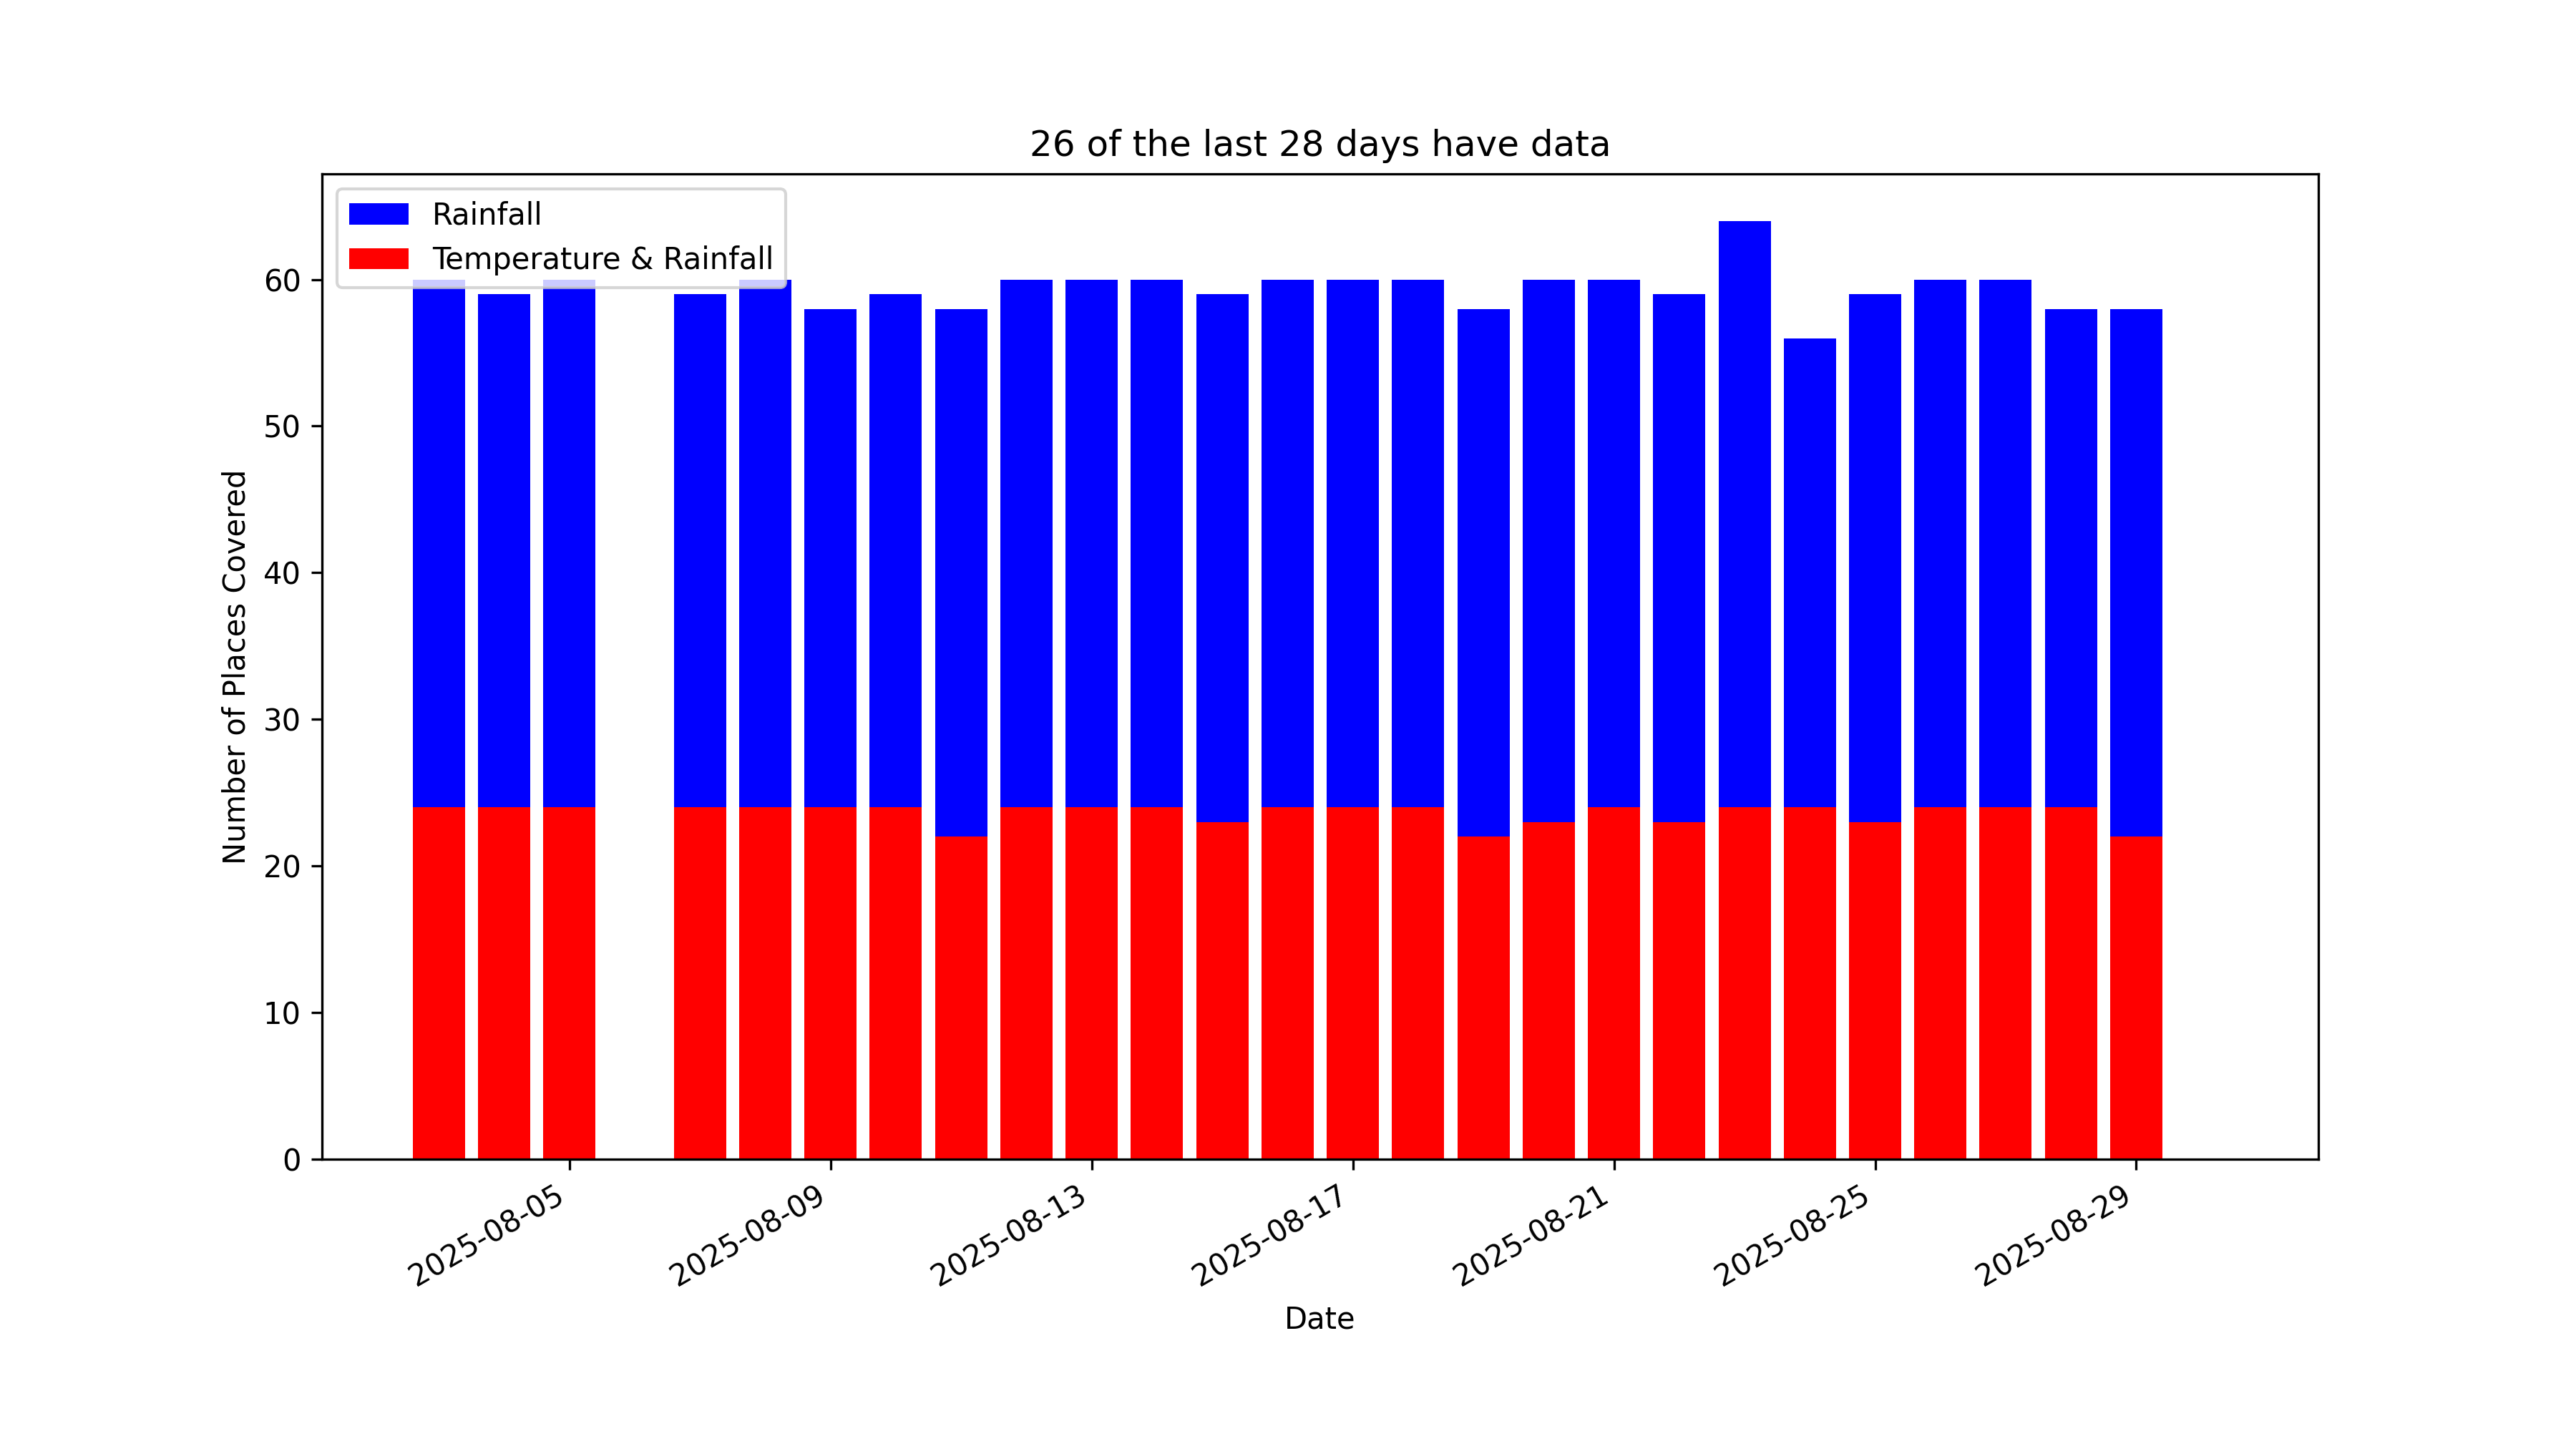 26 of the last 28 days have data
Rainfall
Temperature & Rainfall
Number of Places Covered
60
50
40
30
20
10
0
2025-08-05
2025-08-09
2025-08-13
2025-08-17
2025-08-21
2025-08-25
2025-08-29
Date